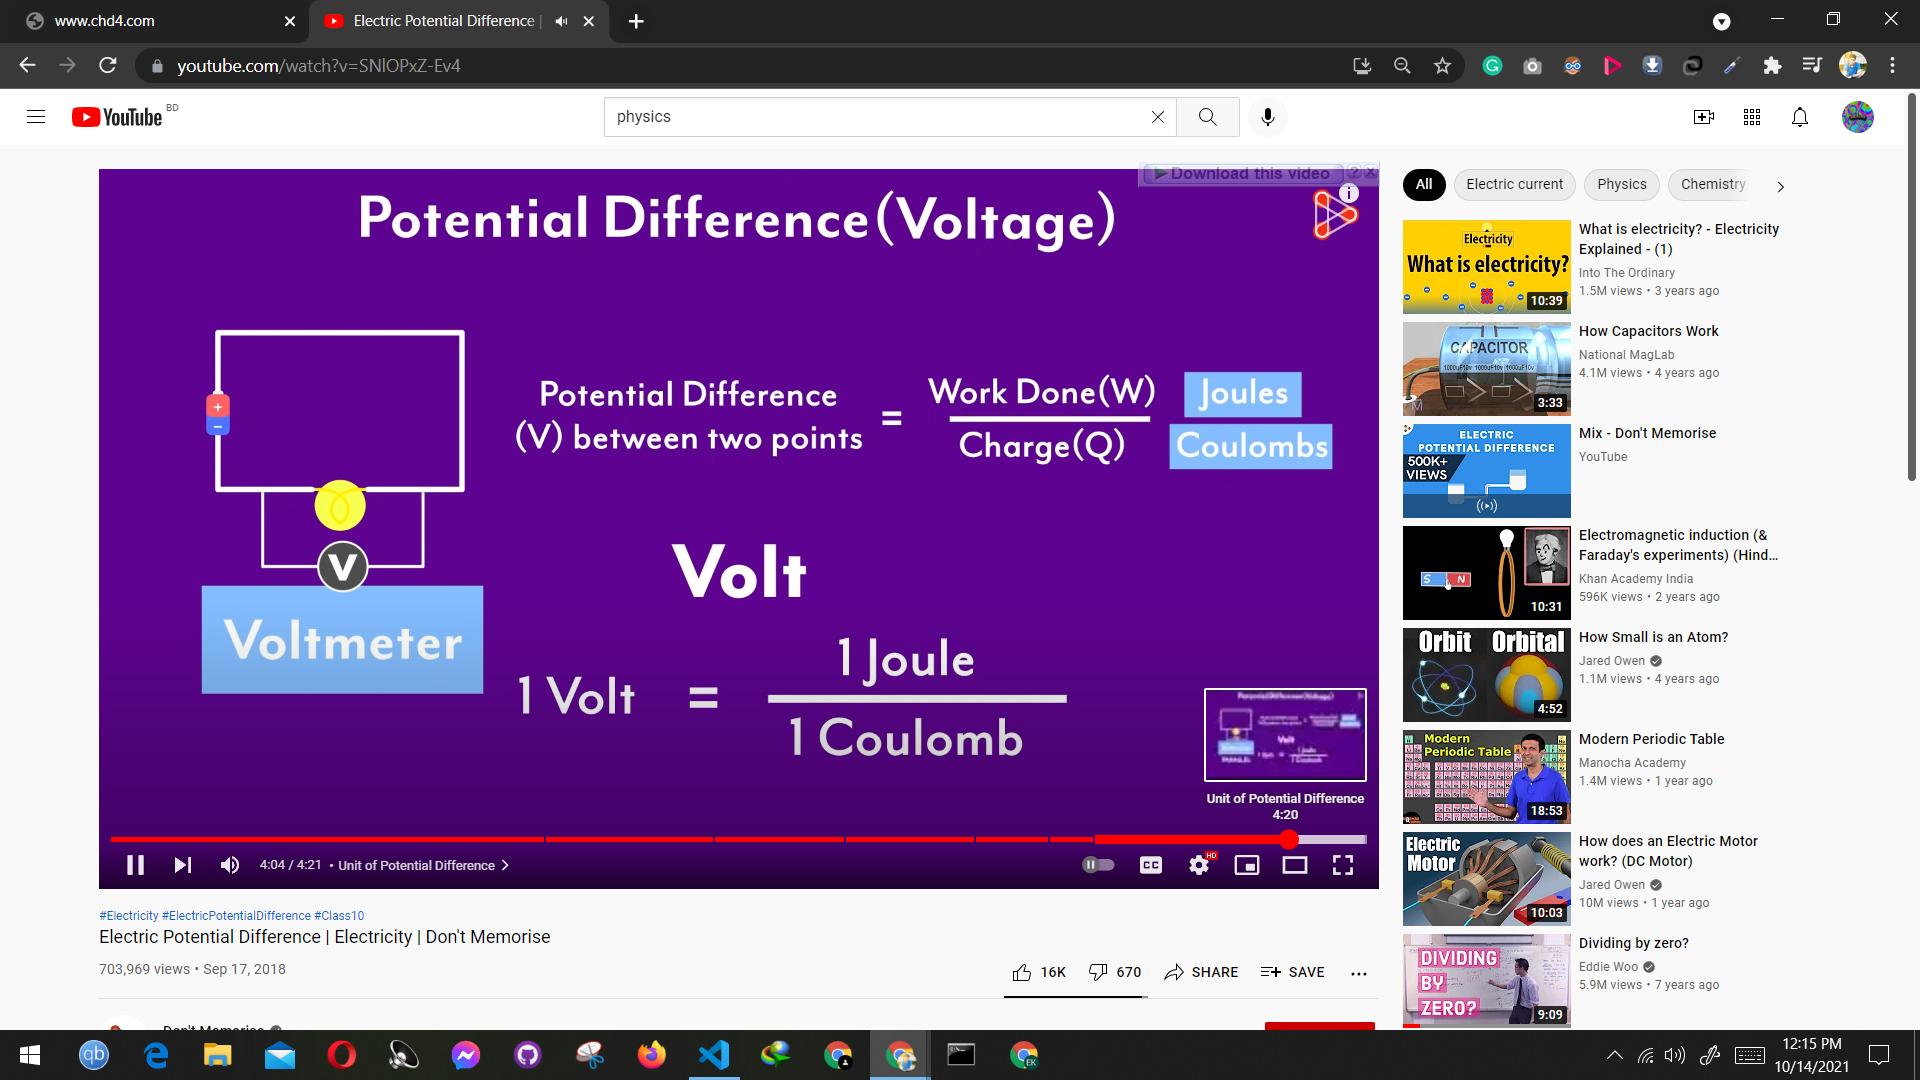 www.chd4.com
Electric Potential Difference |
youtube.com/watch?v=SNlOPxZ-Ev4
YouTube BD
physics
Download this video
Potential Difference (Voltage)
Potential Difference
(V) between two points
=
Work Done(W)
Charge(Q)
Joules
Coulombs
V
Voltmeter
Volt
1 Volt =
1 Joule
1 Coulomb
Unit of Potential Difference
4:20
4:04 / 4:21 • Unit of Potential Difference
CC
HD
#Electricity #ElectricPotentialDifference #Class10
Electric Potential Difference | Electricity | Don't Memorise
703,969 views • Sep 17, 2018
16K
670
SHARE
SAVE
All
Electric current
Physics
Chemistry
Electricity
What is electricity?
10:39
What is electricity? - Electricity
Explained - (1)
Into The Ordinary
1.5M views • 3 years ago
CAPACITOR
3:33
How Capacitors Work
National MagLab
4.1M views • 4 years ago
ELECTRIC
POTENTIAL DIFFERENCE
500K+
VIEWS
Mix - Don't Memorise
YouTube
S N
10:31
Electromagnetic induction (&
Faraday's experiments) (Hind...
Khan Academy India
596K views • 2 years ago
Orbit Orbital
4:52
How Small is an Atom?
Jared Owen
1.1M views • 4 years ago
Modern
Periodic Table
18:53
Modern Periodic Table
Manocha Academy
1.4M views • 1 year ago
Electric
Motor
10:03
How does an Electric Motor
work? (DC Motor)
Jared Owen
10M views • 1 year ago
DIVIDING
BY
ZERO?
9:09
Dividing by zero?
Eddie Woo
5.9M views • 7 years ago
Don't Memorise
qb
EK
12:15 PM
10/14/2021